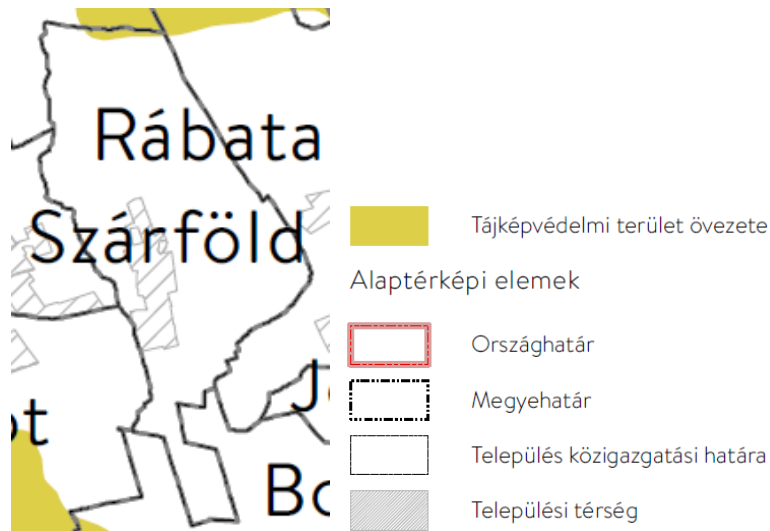 Rábata
Szárföld
Tájképvédelmi terület övezete
Alaptérképi elemek
Országhatár
Megyehatár
Település közigazgatási határa
Települési térség